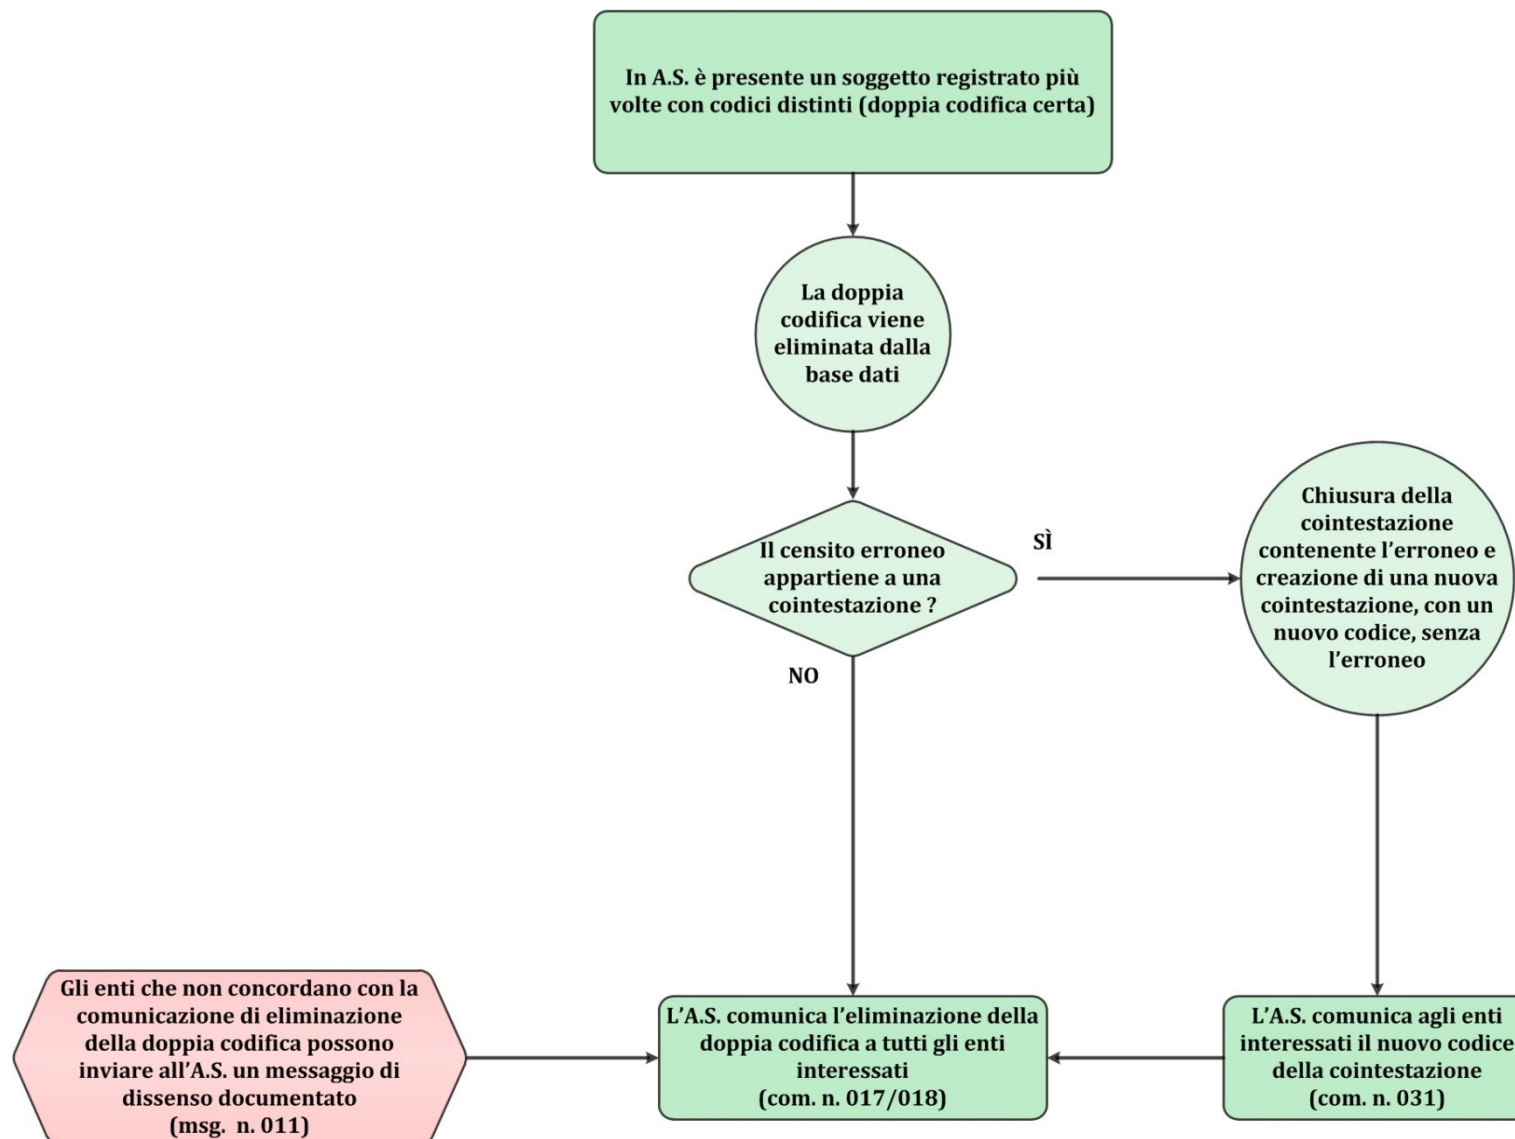 In A.S. è presente un soggetto registrato più
volte con codici distinti (doppia codifica certa)
La doppia
codifica viene
eliminata dalla
base dati
Il censito erroneo
appartiene a una
cointestazione ?
SÌ
Chiusura della
cointestazione
contenente l’erroneo e
creazione di una nuova
cointestazione, con un
nuovo codice, senza
l’erroneo
NO
Gli enti che non concordano con la
comunicazione di eliminazione
della doppia codifica possono
inviare all’A.S. un messaggio di
dissenso documentato
(msg. n. 011)
L’A.S. comunica l’eliminazione della
doppia codifica a tutti gli enti
interessati
(com. n. 017/018)
L’A.S. comunica agli enti
interessati il nuovo codice
della cointestazione
(com. n. 031)